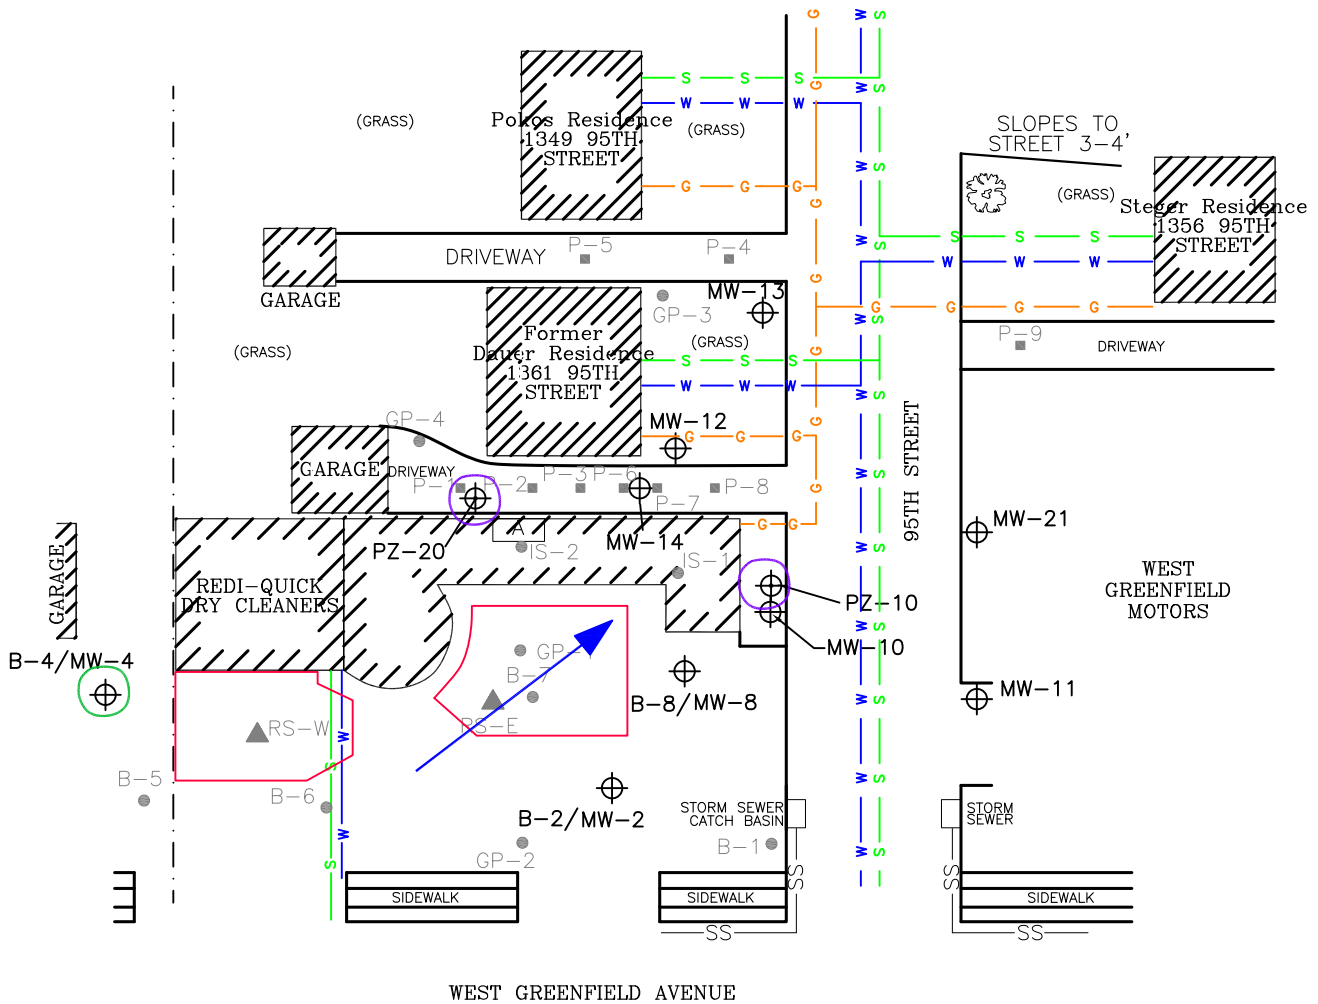 G
W
S
W
S
S
S
S
W
W
W
G
G
G
G
(GRASS)
Pokos Residence
1349 95TH
STREET
(GRASS)
SLOPES TO
STREET 3-4'
(GRASS)
Steger Residence
1356 95TH
STREET
S
W
G
W
S
S
S
S
W
W
W
DRIVEWAY
P-5
P-4
GARAGE
MW-13
GP-3
(GRASS)
(GRASS)
Former
Dauer Residence
1361 95TH
STREET
S
S
S
W
W
W
G
G
G
G
G
W
S
P-9
DRIVEWAY
G
W
S
G
GP-4
MW-12
G
G
G
GARAGE
DRIVEWAY
P-1
P-2
P-3
P-6
P-7
P-8
G
W
S
95TH STREET
G
G
PZ-20
A
IS-2
MW-14
IS-1
W
S
MW-21
GARAGE
REDI-QUICK
DRY CLEANERS
PZ-10
MW-10
W
S
WEST
GREENFIELD
MOTORS
B-4/MW-4
GP-1
B-7
RS-E
B-8/MW-8
W
S
MW-11
RS-W
W
S
B-5
B-6
W
S
B-2/MW-2
GP-2
W
S
STORM SEWER
CATCH BASIN
B-1
W
S
STORM
SEWER
SS
SS
SIDEWALK
SIDEWALK
SIDEWALK
SS
SS
WEST GREENFIELD AVENUE